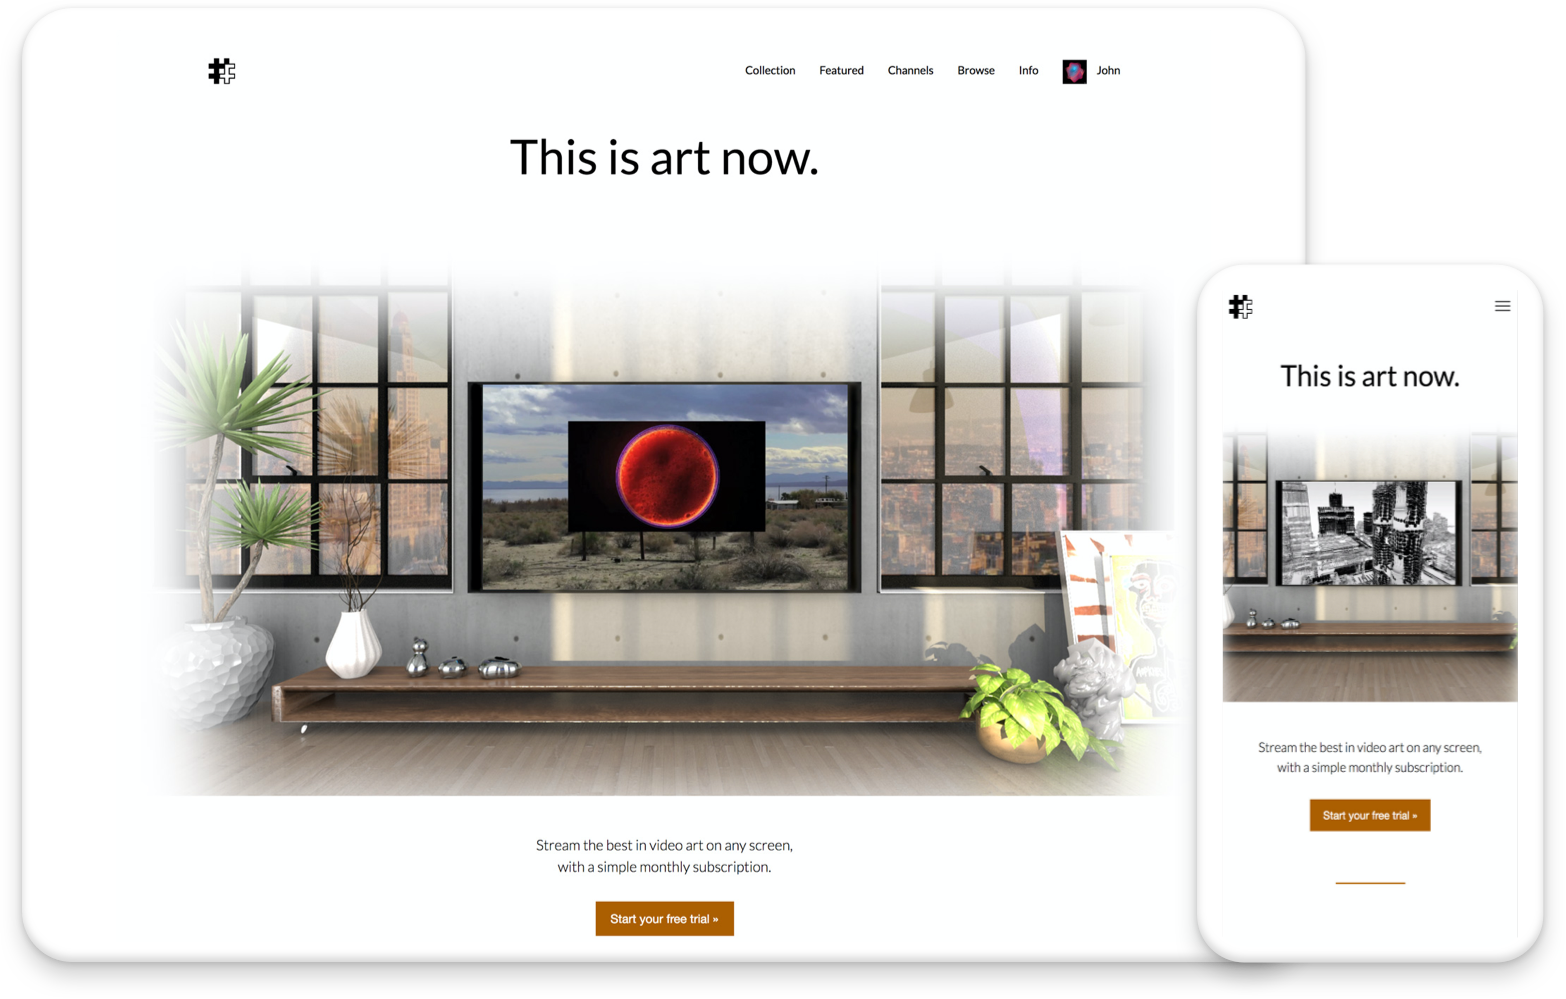 Collection Featured Channels Browse Info John
This is art now.
Stream the best in video art on any screen,
with a simple monthly subscription.
Start your free trial »
This is art now.
Stream the best in video art on any screen,
with a simple monthly subscription.
Start your free trial »